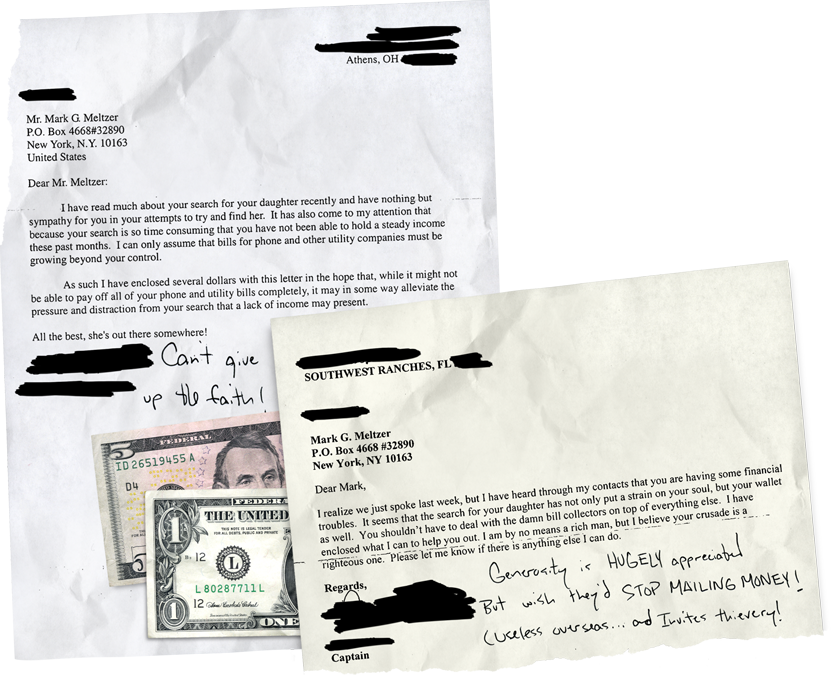 Athens, OH
Mr. Mark G. Meltzer
P.O. Box 4668#32890
New York, N.Y. 10163
United States
Dear Mr. Meltzer:
I have read much about your search for your daughter recently and have nothing but
sympathy for you in your attempts to try and find her. It has also come to my attention that
because your search is so time consuming that you have not been able to hold a steady income
these past months. I can only assume that bills for phone and other utility companies must be
growing beyond your control.
As such I have enclosed several dollars with this letter in the hope that, while it might not
be able to pay off all of your phone and utility bills completely, it may in some way alleviate the
pressure and distraction from your search that a lack of income may present.
All the best, she's out there somewhere!
Can't give
up the faith!
5
FEDERAL
ID 26519455 A
D4
5
1
FEDERA
THE UNITED
THIS NOTE IS LEGAL TENDER
FOR ALL DEBTS, PUBLIC AND PRIVATE
12
L
L 80287711 L
12
1
ONE
SOUTHWEST RANCHES, FL
Mark G. Meltzer
P.O. Box 4668 #32890
New York, NY 10163
Dear Mark,
I realize we just spoke last week, but I have heard through my contacts that you are having some financial
troubles. It seems that the search for your daughter has not only put a strain on your soul, but your wallet
as well. You shouldn't have to deal with the damn bill collectors on top of everything else. I have
enclosed what I can to help you out. I am by no means a rich man, but I believe your crusade is a
righteous one. Please let me know if there is anything else I can do.
Regards,
Captain
Generosity is HUGELY appreciated
But wish they'd STOP MAILING MONEY!
(useless overseas... and Invites thievery!